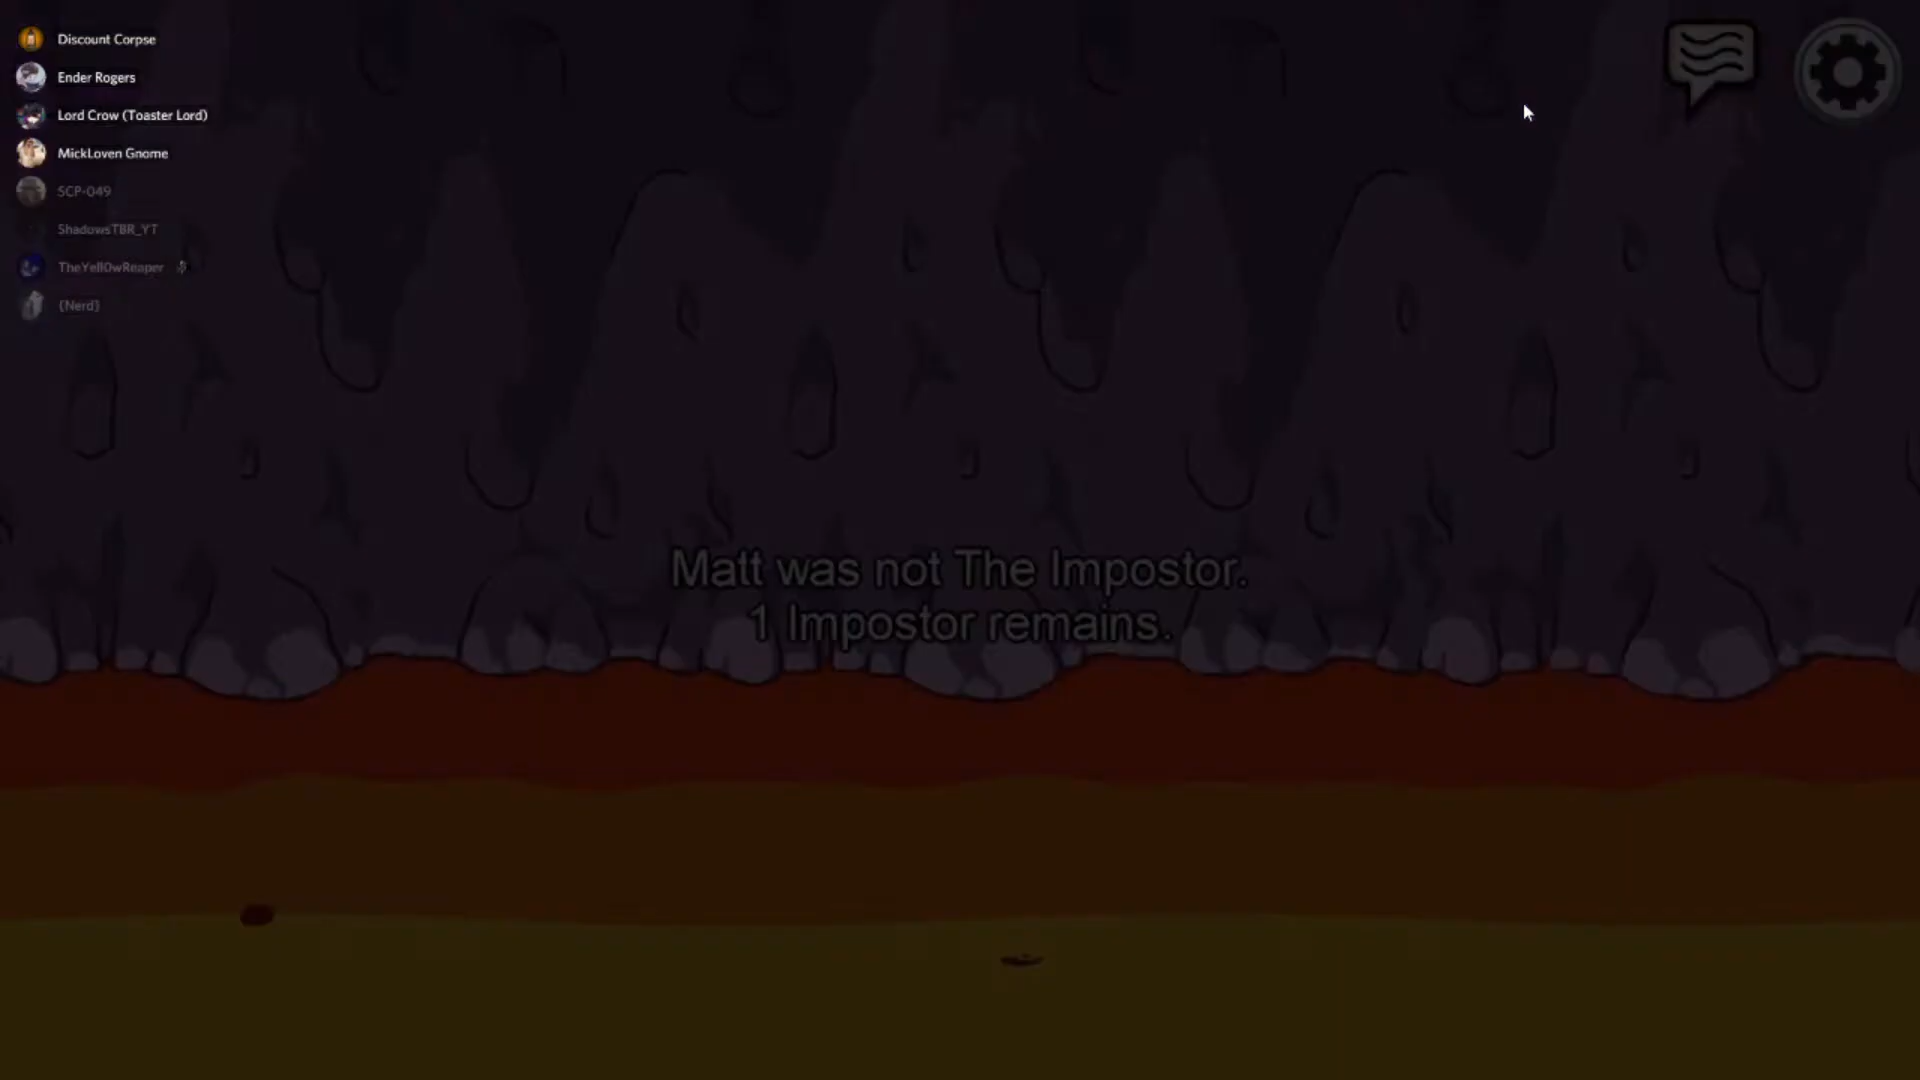 Discount Corpse
Ender Rogers
Lord Crow (Toaster Lord)
MickLoven Gnome
SCP-049
ShadowsTBR_YT
TheYell0wReaper
{Nerd}
Matt was not The Impostor.
1 Impostor remains.